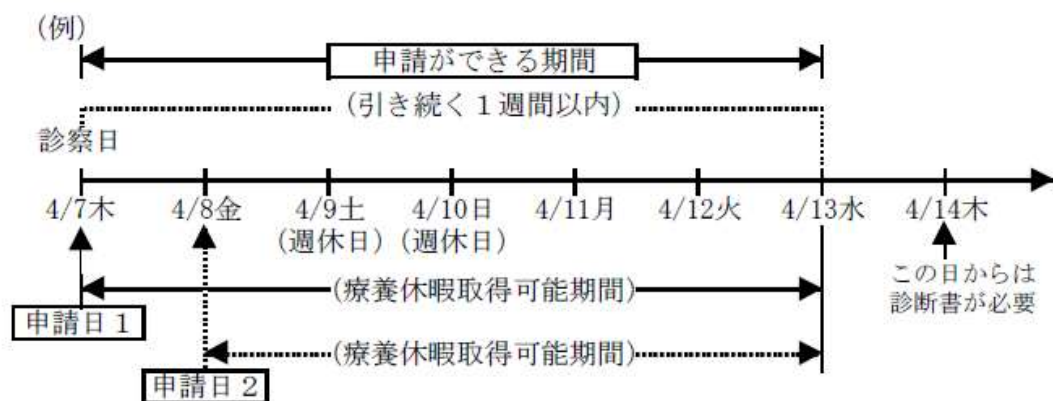 (例)
申請ができる期間
(引き続く１週間以内)
診察日
4/7木 4/8金 4/9土 4/10日 4/11月 4/12火 4/13水 4/14木
(週休日) (週休日)
(療養休暇取得可能期間)
この日からは
診断書が必要
申請日１
(療養休暇取得可能期間)
申請日２